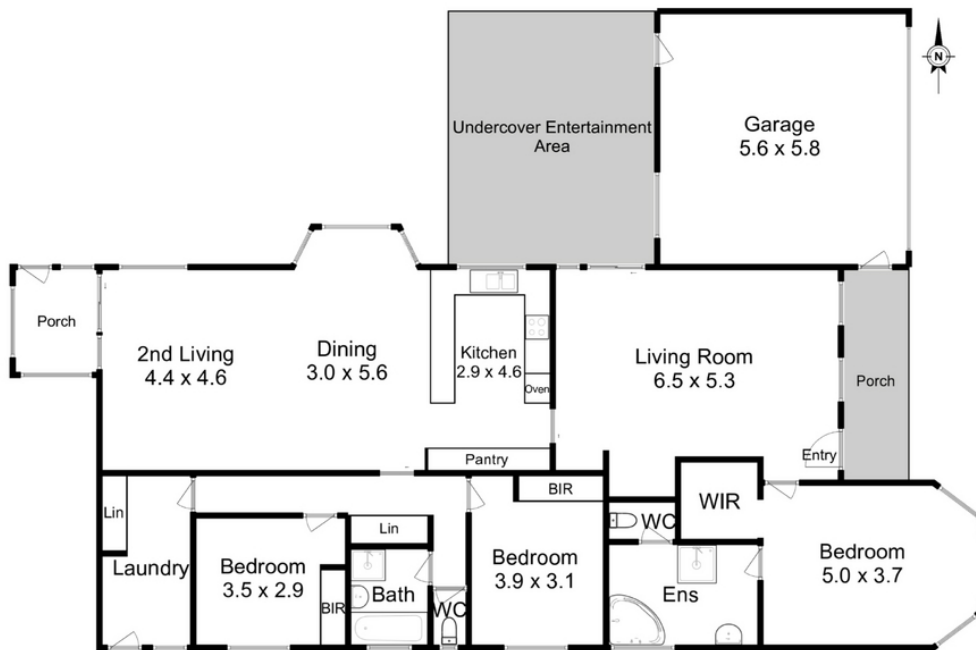 N
Undercover Entertainment
Area
Garage
5.6 x 5.8
Porch
2nd Living
4.4 x 4.6
Dining
3.0 x 5.6
Kitchen
2.9 x 4.6
Oven
Living Room
6.5 x 5.3
Porch
Entry
Pantry
Lin
Laundry
Bedroom
3.5 x 2.9
BIR
Lin
Bath
WC
BIR
Bedroom
3.9 x 3.1
WC
WIR
Ens
Bedroom
5.0 x 3.7